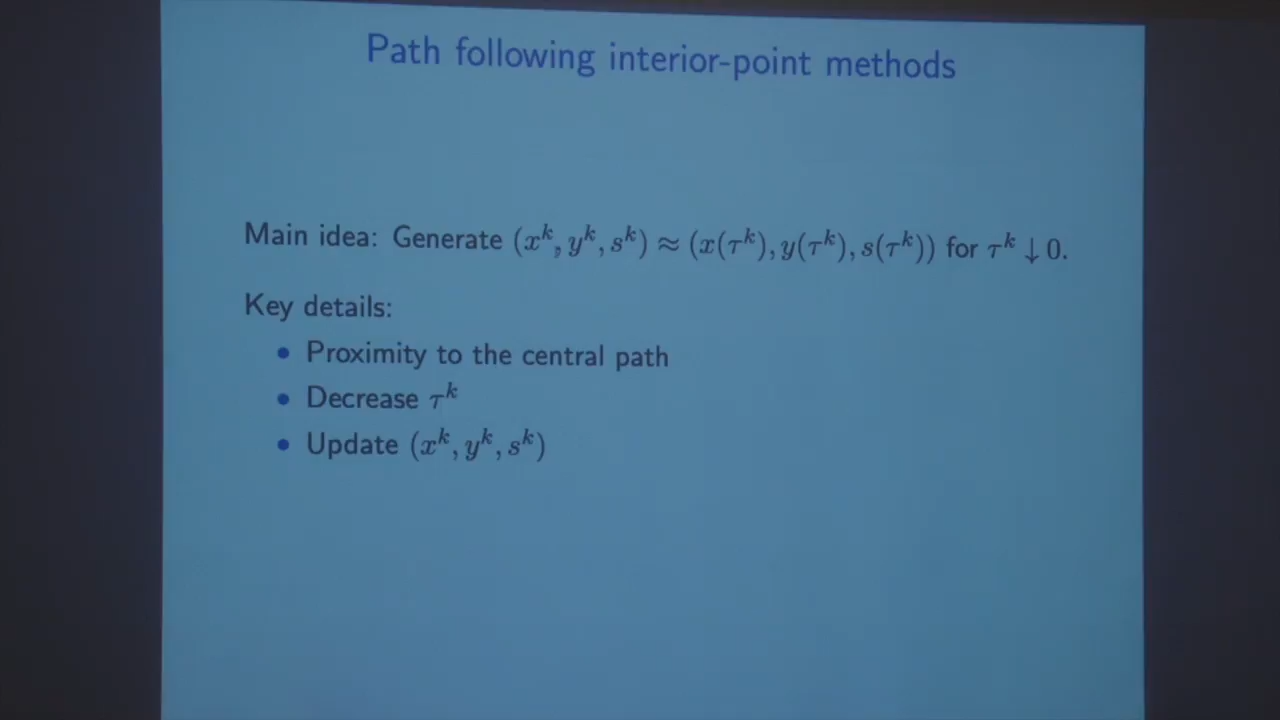 Path following interior-point methods
Main idea: Generate (x^k, y^k, s^k) ≈ (x(τ^k), y(τ^k), s(τ^k)) for τ^k ↓ 0.
Key details:
• Proximity to the central path
• Decrease τ^k
• Update (x^k, y^k, s^k)